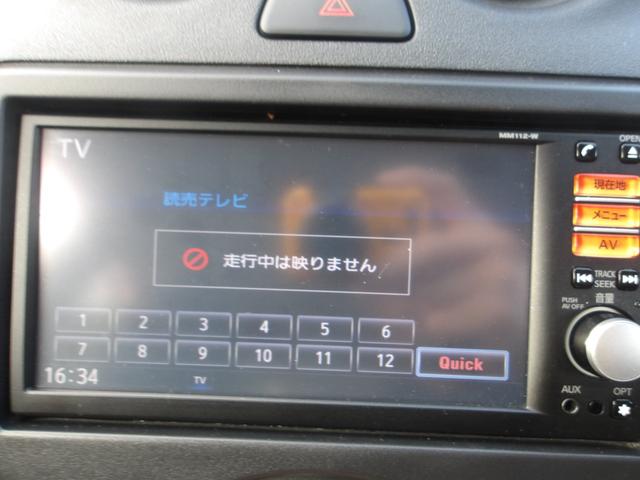 MM112-W
OPEN
TV
読売テレビ
走行中は映りません
1 2 3 4 5 6
7 8 9 10 11 12
Quick
16:34
TV
現在地
メニュー
AV
TRACK
SEEK
音量
PUSH
AV OFF
AUX
OPT